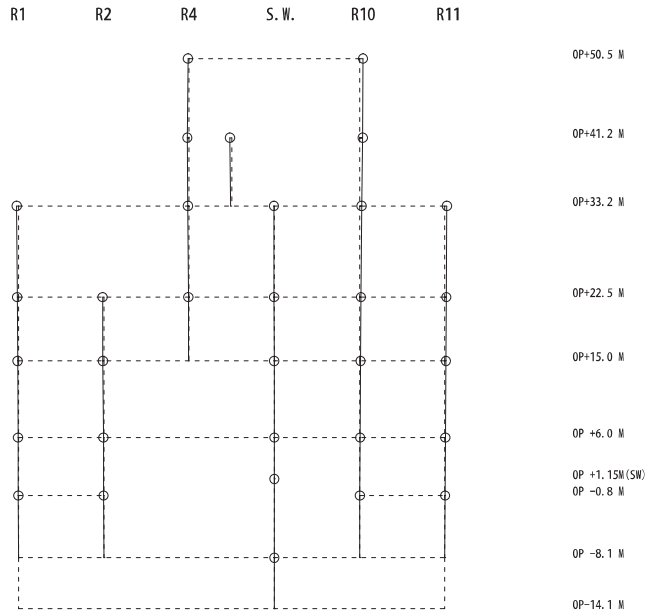 R1 R2 R4 S.W. R10 R11
OP+50.5 M
OP+41.2 M
OP+33.2 M
OP+22.5 M
OP+15.0 M
OP +6.0 M
OP +1.15M(SW)
OP -0.8 M
OP -8.1 M
OP-14.1 M